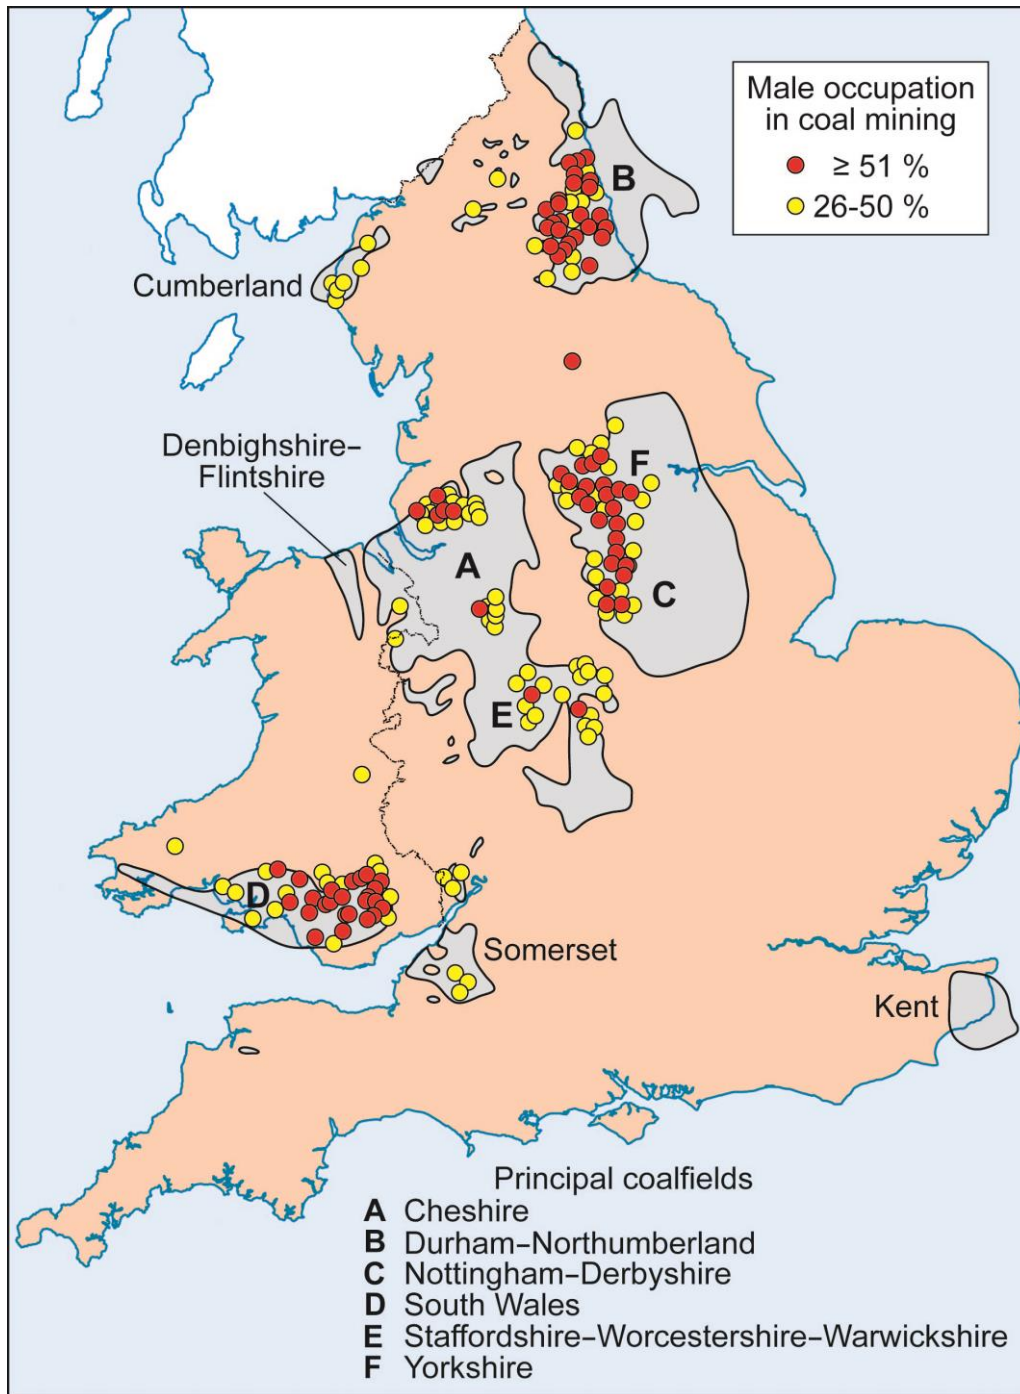 Male occupation
in coal mining
≥ 51 %
26-50 %
B
Cumberland
Denbighshire–
Flintshire
F
A
C
E
D
Somerset
Kent
Principal coalfields
A Cheshire
B Durham–Northumberland
C Nottingham–Derbyshire
D South Wales
E Staffordshire–Worcestershire–Warwickshire
F Yorkshire